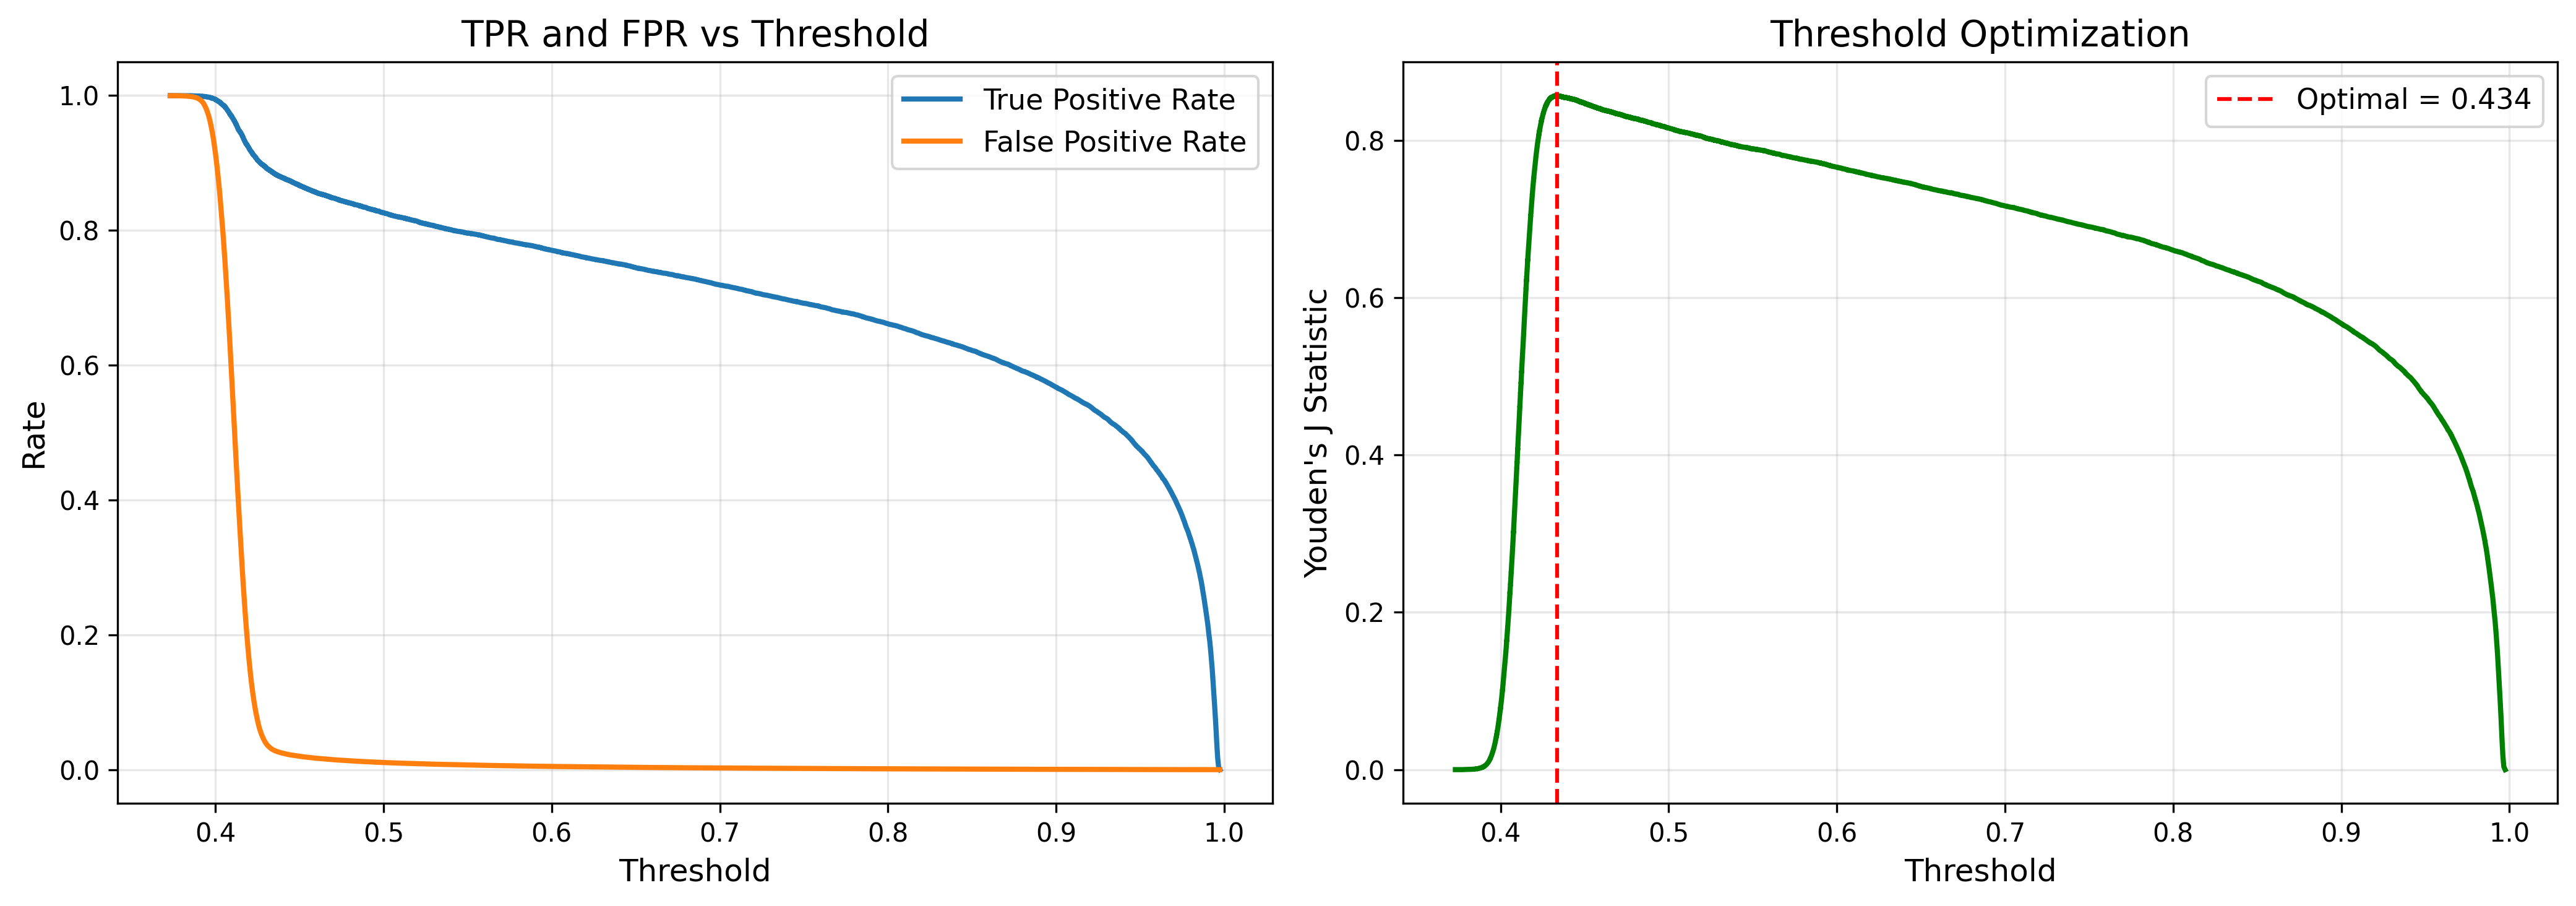 TPR and FPR vs Threshold
True Positive Rate
False Positive Rate
Rate
1.0
0.8
0.6
0.4
0.2
0.0
0.4 0.5 0.6 0.7 0.8 0.9 1.0
Threshold
Threshold Optimization
Optimal = 0.434
Youden's J Statistic
0.8
0.6
0.4
0.2
0.0
0.4 0.5 0.6 0.7 0.8 0.9 1.0
Threshold